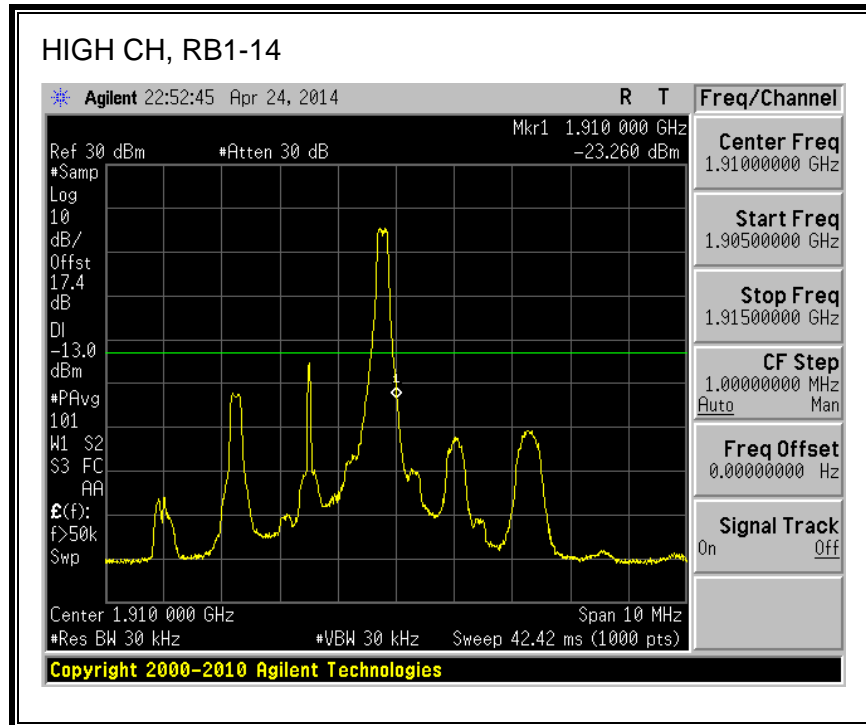 HIGH CH, RB1-14
Agilent 22:52:45 Apr 24, 2014 R T
Freq/Channel
Mkr1 1.910 000 GHz
Ref 30 dBm #Atten 30 dB -23.260 dBm
#Samp
Log
10
dB/
Offst
17.4
dB
DI
-13.0
dBm
#PAvg
101
W1 S2
S3 FC
AA
£(f):
f>50k
Swp
1
Center 1.910 000 GHz Span 10 MHz
#Res BW 30 kHz #VBW 30 kHz Sweep 42.42 ms (1000 pts)
Center Freq
1.91000000 GHz
Start Freq
1.90500000 GHz
Stop Freq
1.91500000 GHz
CF Step
1.00000000 MHz
Auto Man
Freq Offset
0.00000000 Hz
Signal Track
On Off
Copyright 2000-2010 Agilent Technologies